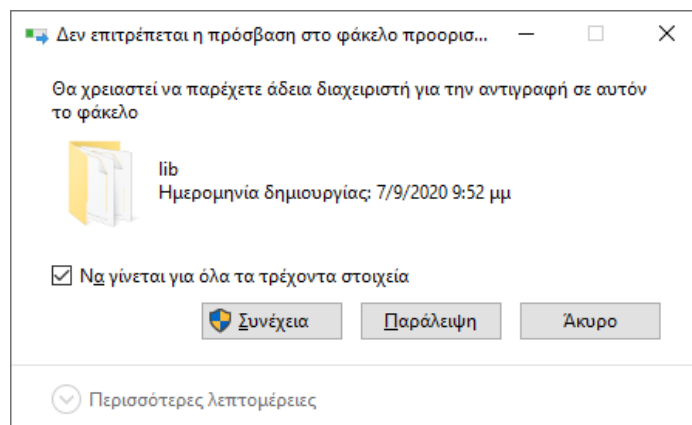 Δεν επιτρέπεται η πρόσβαση στο φάκελο προορισ...
Θα χρειαστεί να παρέχετε άδεια διαχειριστή για την αντιγραφή σε αυτόν
το φάκελο
lib
Ημερομηνία δημιουργίας: 7/9/2020 9:52 μμ
Να γίνεται για όλα τα τρέχοντα στοιχεία
Συνέχεια Παράλειψη Άκυρο
Περισσότερες λεπτομέρειες